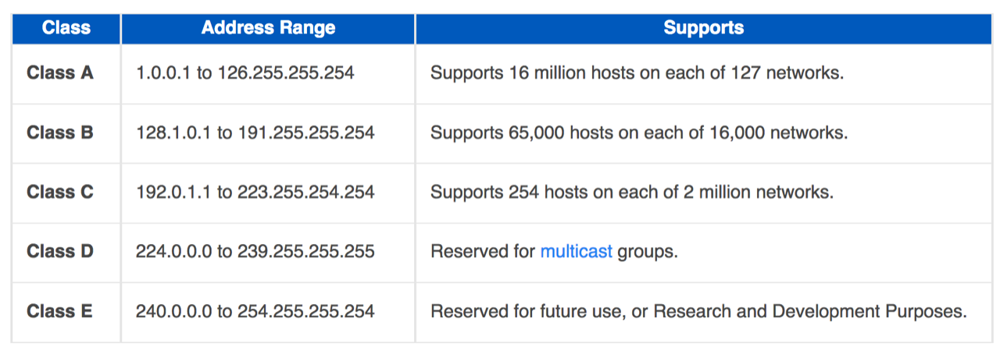 Class Address Range Supports
Class A 1.0.0.1 to 126.255.255.254 Supports 16 million hosts on each of 127 networks.
Class B 128.1.0.1 to 191.255.255.254 Supports 65,000 hosts on each of 16,000 networks.
Class C 192.0.1.1 to 223.255.254.254 Supports 254 hosts on each of 2 million networks.
Class D 224.0.0.0 to 239.255.255.255 Reserved for multicast groups.
Class E 240.0.0.0 to 254.255.255.254 Reserved for future use, or Research and Development Purposes.